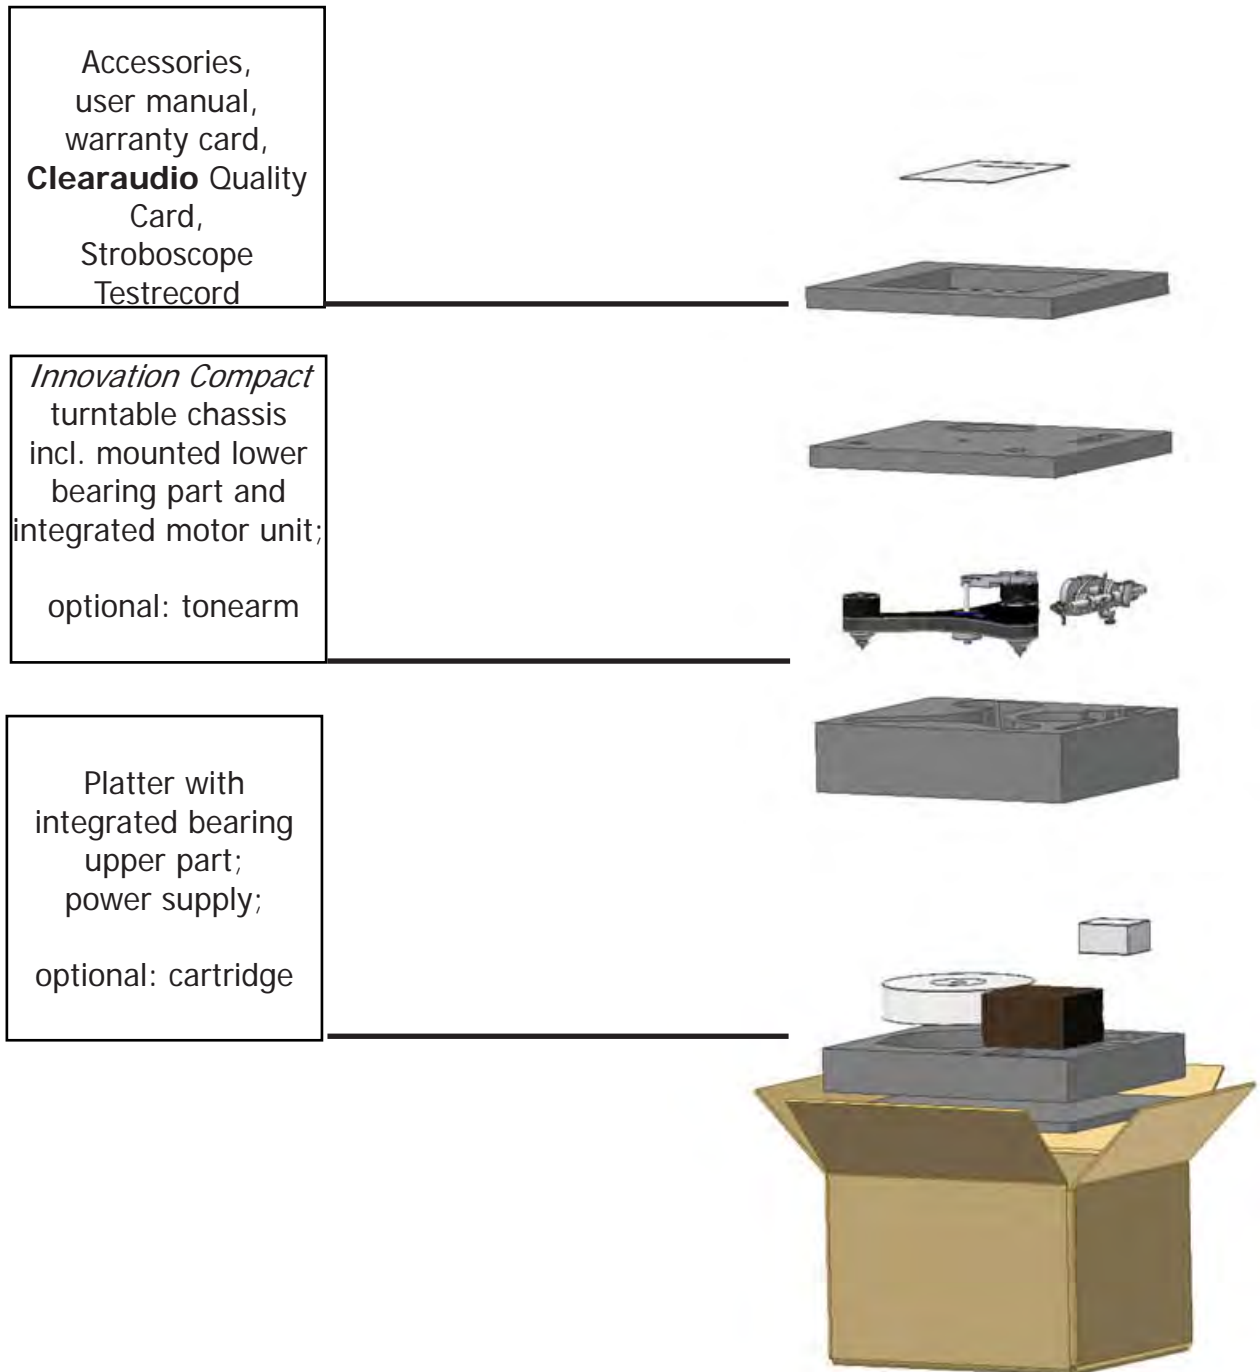 Accessories,
user manual,
warranty card,
Clearaudio Quality
Card,
Stroboscope
Testrecord
Innovation Compact
turntable chassis
incl. mounted lower
bearing part and
integrated motor unit;
optional: tonearm
Platter with
integrated bearing
upper part;
power supply;
optional: cartridge